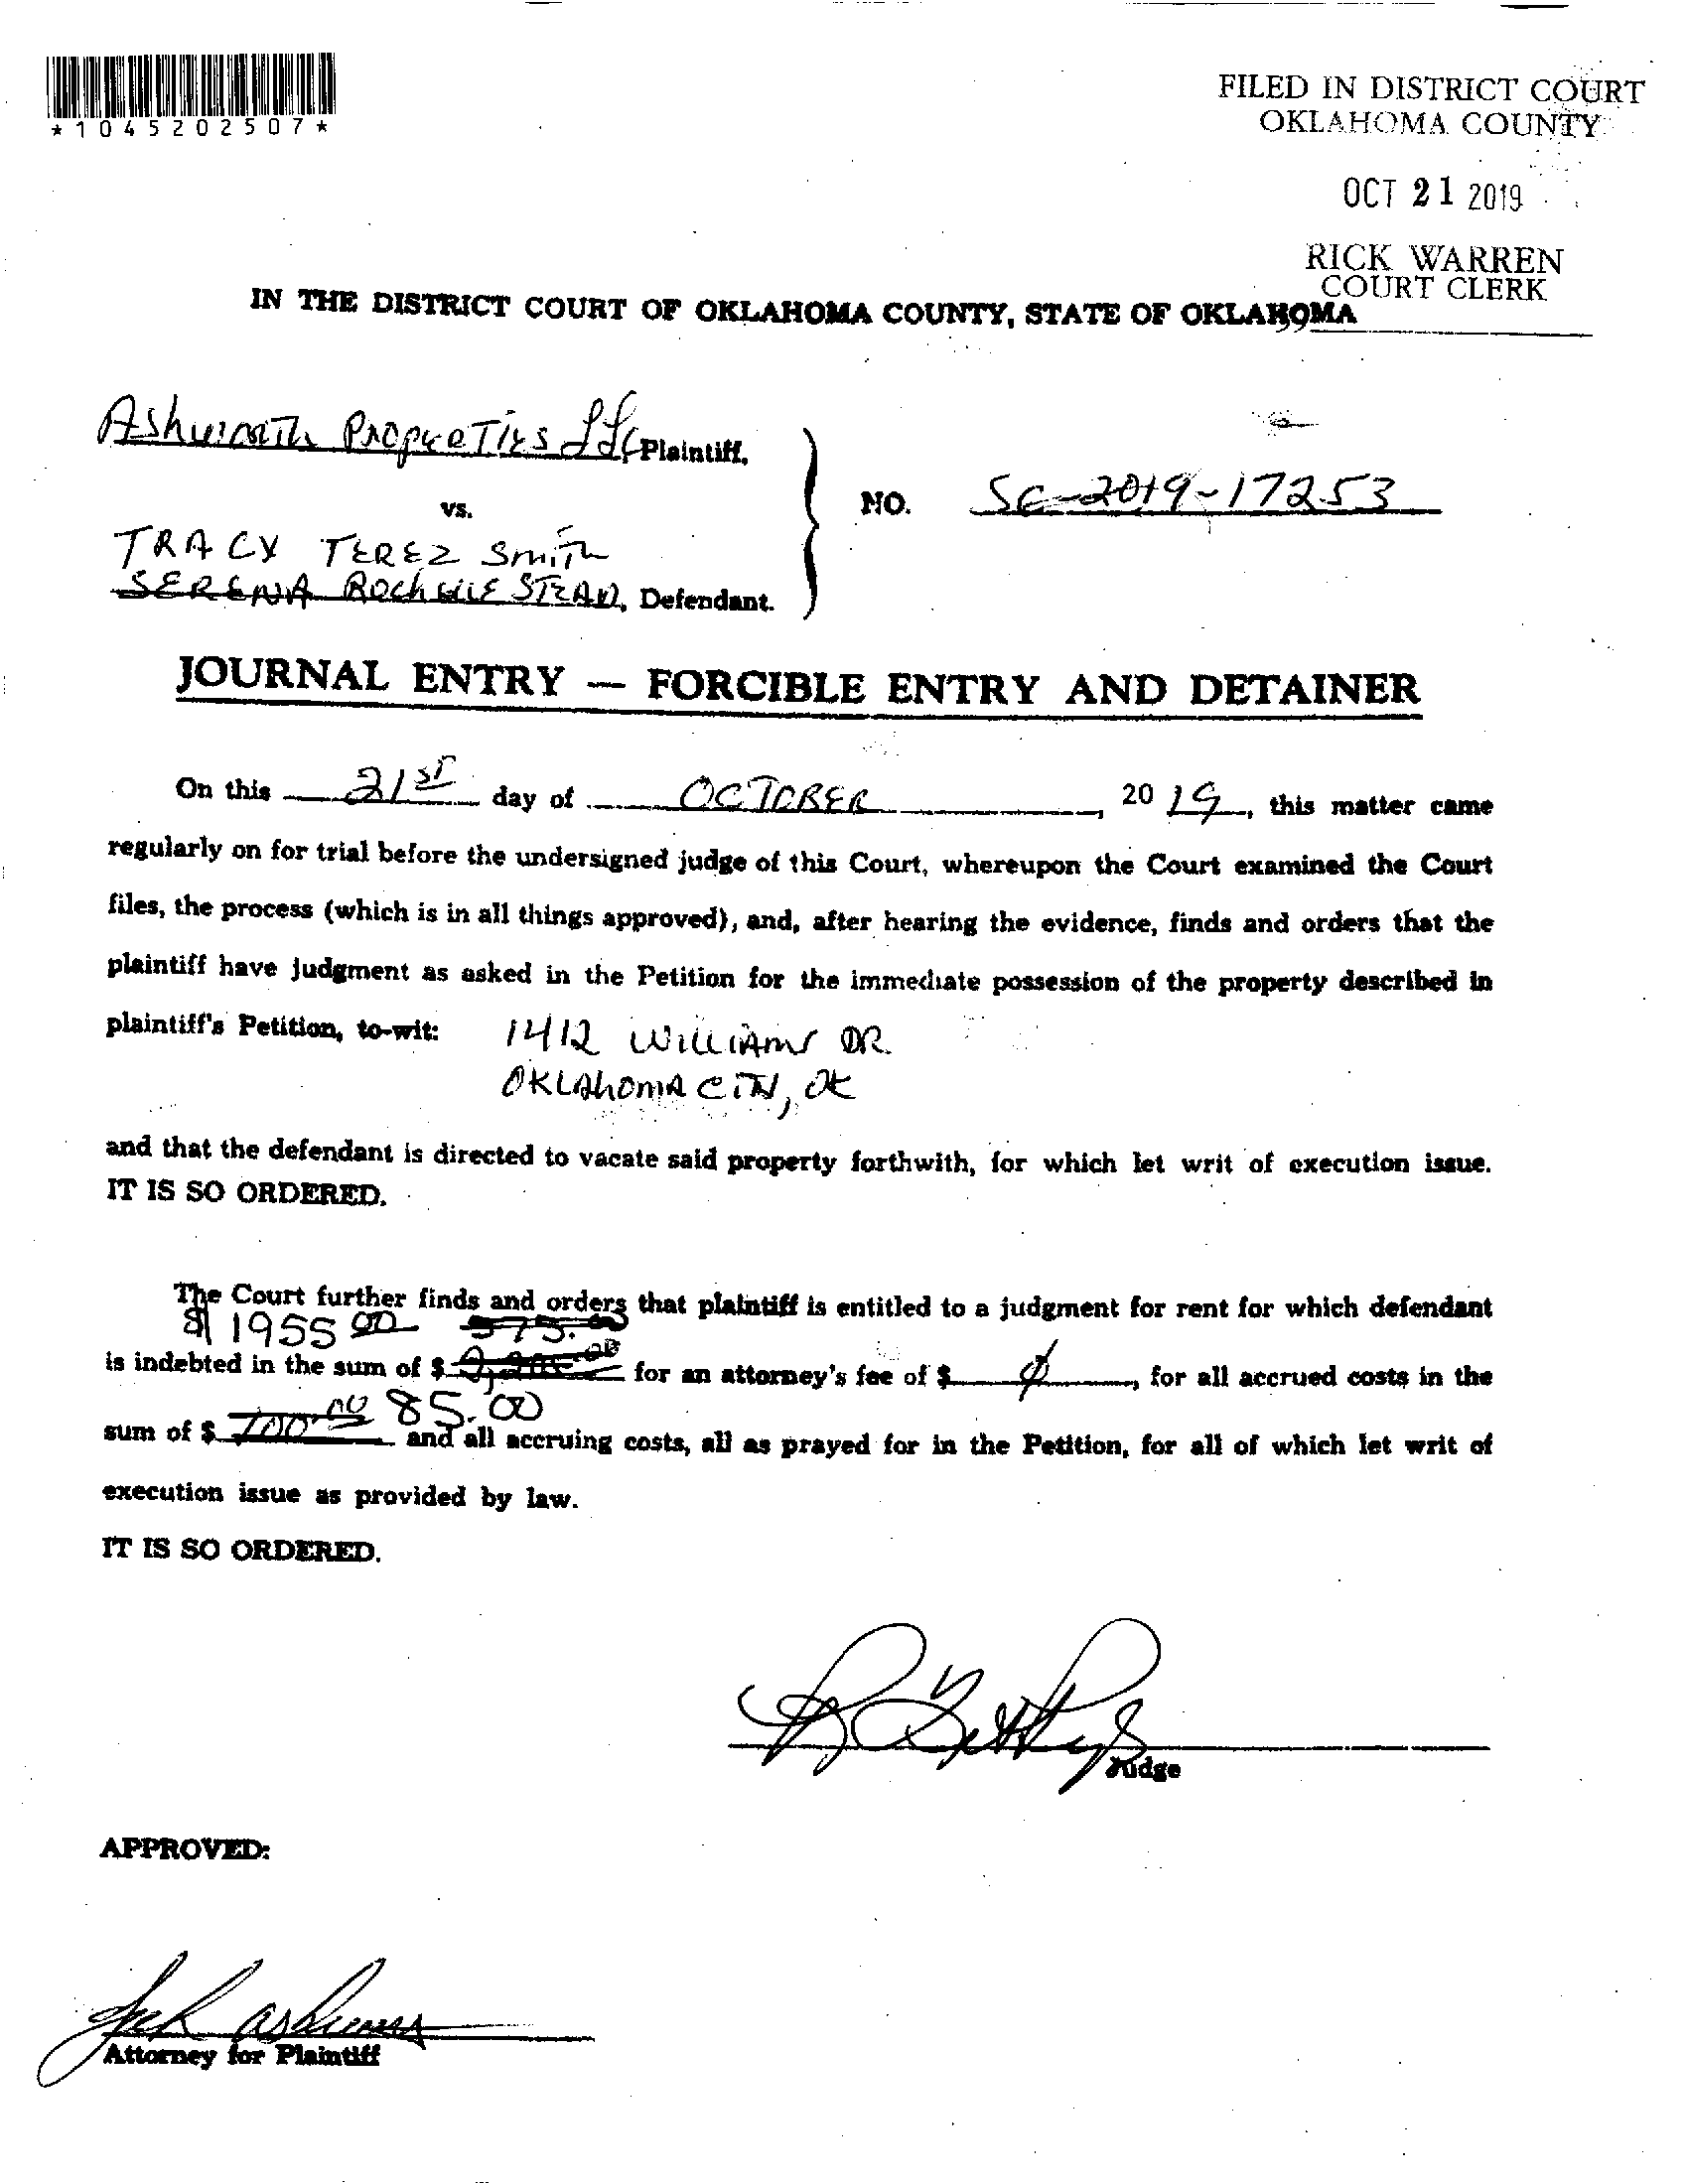 *1045202507*
FILED IN DISTRICT COURT
OKLAHOMA COUNTY
OCT 21 2019
RICK WARREN
COURT CLERK
IN THE DISTRICT COURT OF OKLAHOMA COUNTY, STATE OF OKLAHOMA
Ashworth Properties LLC Plaintiff,
vs.
NO. SC-2019-17253
TRACY TEREZ SmiTh
SERENA ROCHELLE STEAD, Defendant.
JOURNAL ENTRY — FORCIBLE ENTRY AND DETAINER
On this 21ST day of OCTOBER, 2019, this matter came
regularly on for trial before the undersigned judge of this Court, whereupon the Court examined the Court
files, the process (which is in all things approved), and, after hearing the evidence, finds and orders that the
plaintiff have judgment as asked in the Petition for the immediate possession of the property described in
plaintiff's Petition, to-wit: 1412 WilliAms DR
OKLAhomA CiTY, OK
and that the defendant is directed to vacate said property forthwith, for which let writ of execution issue.
IT IS SO ORDERED.
The Court further finds and orders that plaintiff is entitled to a judgment for rent for which defendant
$ 1955 00 575.00
is indebted in the sum of $ for an attorney's fee of $ ∅, for all accrued costs in the
sum of $ 100.00 85.00 and all accruing costs, all as prayed for in the Petition, for all of which let writ of
execution issue as provided by law.
IT IS SO ORDERED.
Judge
APPROVED:
Attorney for Plaintiff